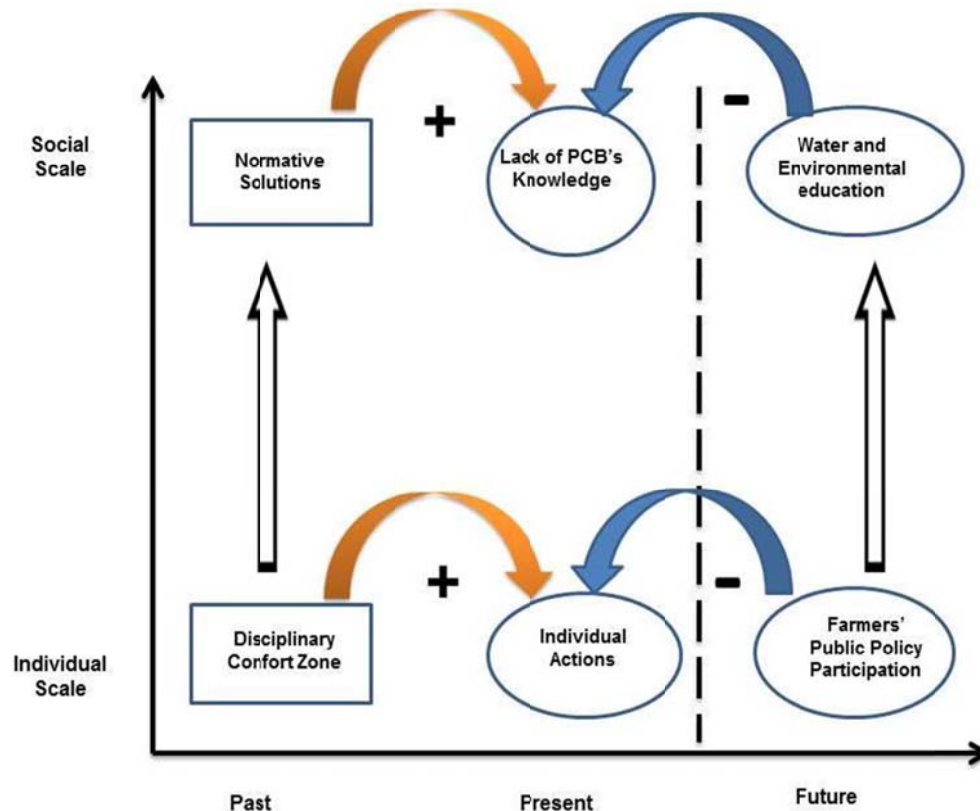 Social
Scale
Normative
Solutions
+
Lack of PCB's
Knowledge
-
Water and
Environmental
education
Individual
Scale
Disciplinary
Confort Zone
+
Individual
Actions
-
Farmers'
Public Policy
Participation
Past
Present
Future